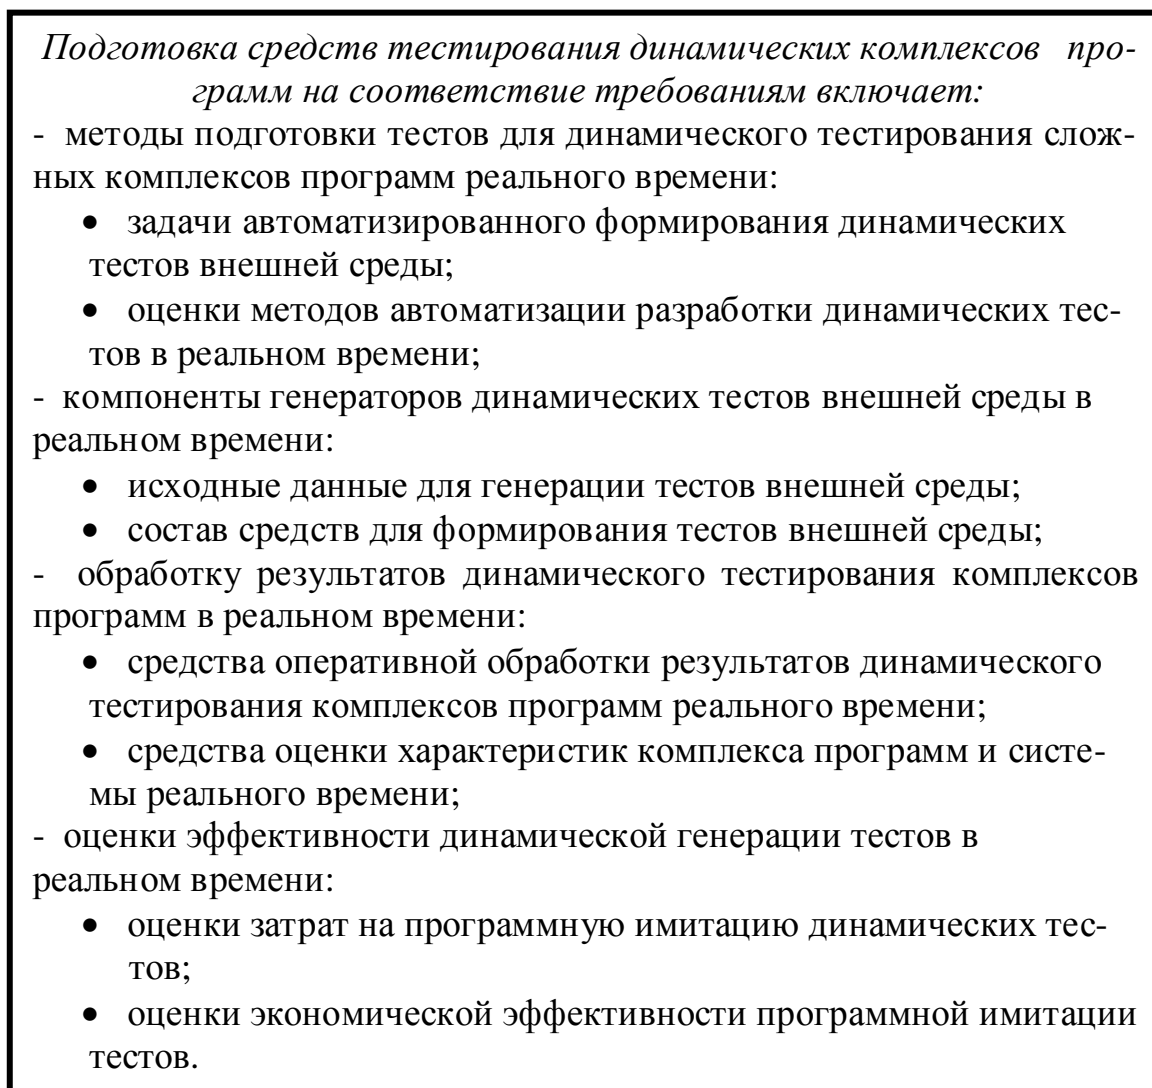 Подготовка средств тестирования динамических комплексов про-
грамм на соответствие требованиям включает:
- методы подготовки тестов для динамического тестирования слож-
ных комплексов программ реального времени:
• задачи автоматизированного формирования динамических
тестов внешней среды;
• оценки методов автоматизации разработки динамических тес-
тов в реальном времени;
- компоненты генераторов динамических тестов внешней среды в
реальном времени:
• исходные данные для генерации тестов внешней среды;
• состав средств для формирования тестов внешней среды;
- обработку результатов динамического тестирования комплексов
программ в реальном времени:
• средства оперативной обработки результатов динамического
тестирования комплексов программ реального времени;
• средства оценки характеристик комплекса программ и систе-
мы реального времени;
- оценки эффективности динамической генерации тестов в
реальном времени:
• оценки затрат на программную имитацию динамических тес-
тов;
• оценки экономической эффективности программной имитации
тестов.